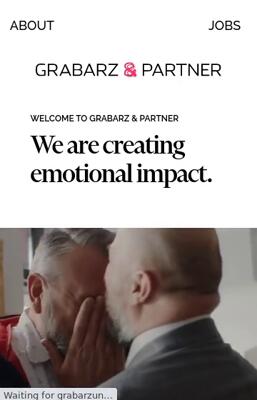 ABOUT JOBS
GRABARZ & PARTNER
WELCOME TO GRABARZ & PARTNER
We are creating
emotional impact.
Waiting for grabarzun...